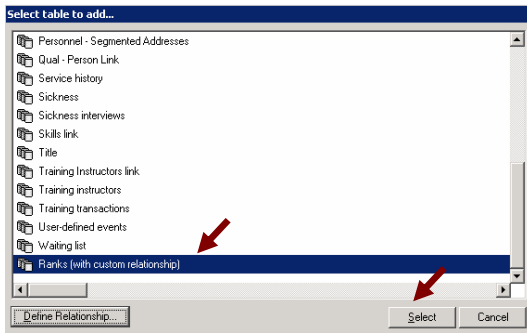 Select table to add...
Personnel - Segmented Addresses
Qual - Person Link
Service history
Sickness
Sickness interviews
Skills link
Title
Training Instructors link
Training instructors
Training transactions
User-defined events
Waiting list
Ranks (with custom relationship)
Define Relationship... Select Cancel